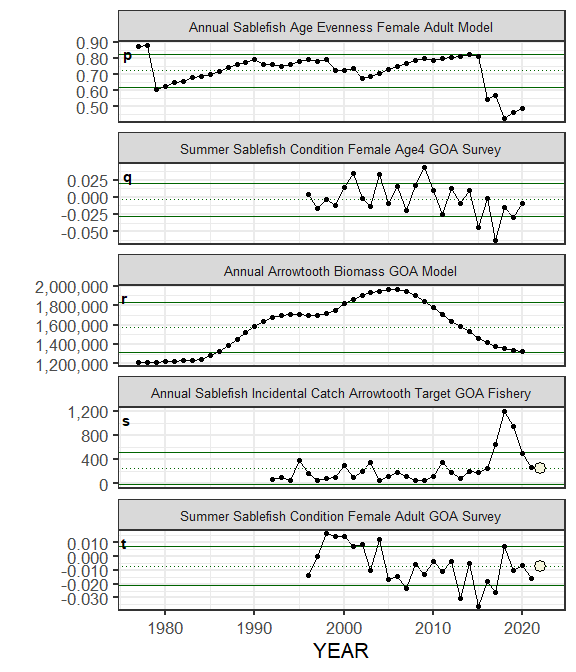 Annual Sablefish Age Evenness Female Adult Model
p
0.90
0.80
0.70
0.60
0.50
Summer Sablefish Condition Female Age4 GOA Survey
q
0.025
0.000
-0.025
-0.050
Annual Arrowtooth Biomass GOA Model
r
2,000,000
1,800,000
1,600,000
1,400,000
1,200,000
Annual Sablefish Incidental Catch Arrowtooth Target GOA Fishery
s
1,200
800
400
0
Summer Sablefish Condition Female Adult GOA Survey
t
0.010
0.000
-0.010
-0.020
-0.030
1980 1990 2000 2010 2020
YEAR